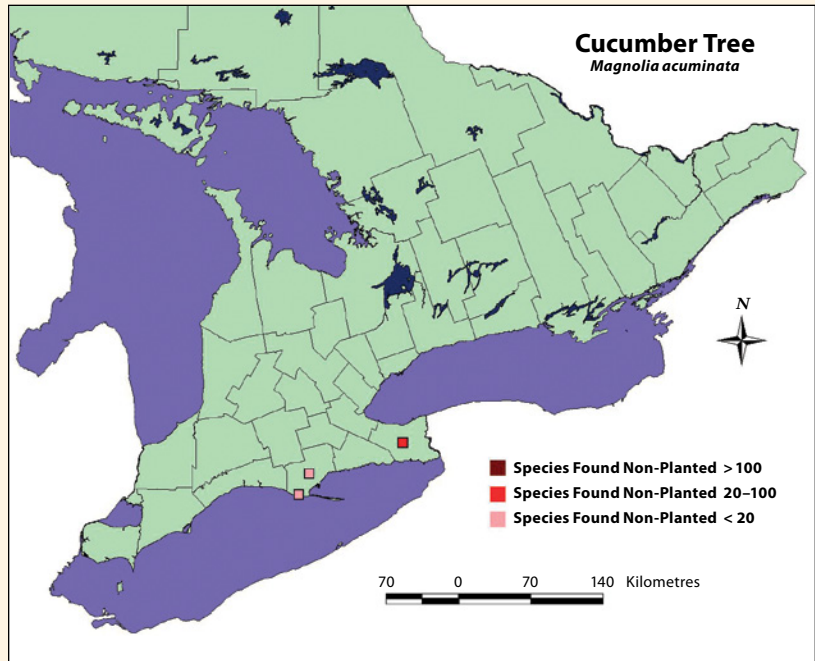 Cucumber Tree
Magnolia acuminata
N
Species Found Non-Planted > 100
Species Found Non-Planted 20–100
Species Found Non-Planted < 20
70 0 70 140 Kilometres